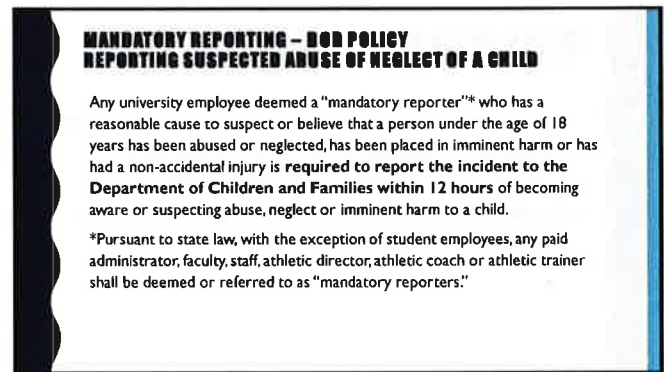 MANDATORY REPORTING – BOR POLICY
REPORTING SUSPECTED ABUSE OF NEGLECT OF A CHILD
Any university employee deemed a "mandatory reporter"* who has a
reasonable cause to suspect or believe that a person under the age of 18
years has been abused or neglected, has been placed in imminent harm or has
had a non-accidental injury is required to report the incident to the
Department of Children and Families within 12 hours of becoming
aware or suspecting abuse, neglect or imminent harm to a child.
*Pursuant to state law, with the exception of student employees, any paid
administrator, faculty, staff, athletic director, athletic coach or athletic trainer
shall be deemed or referred to as "mandatory reporters."